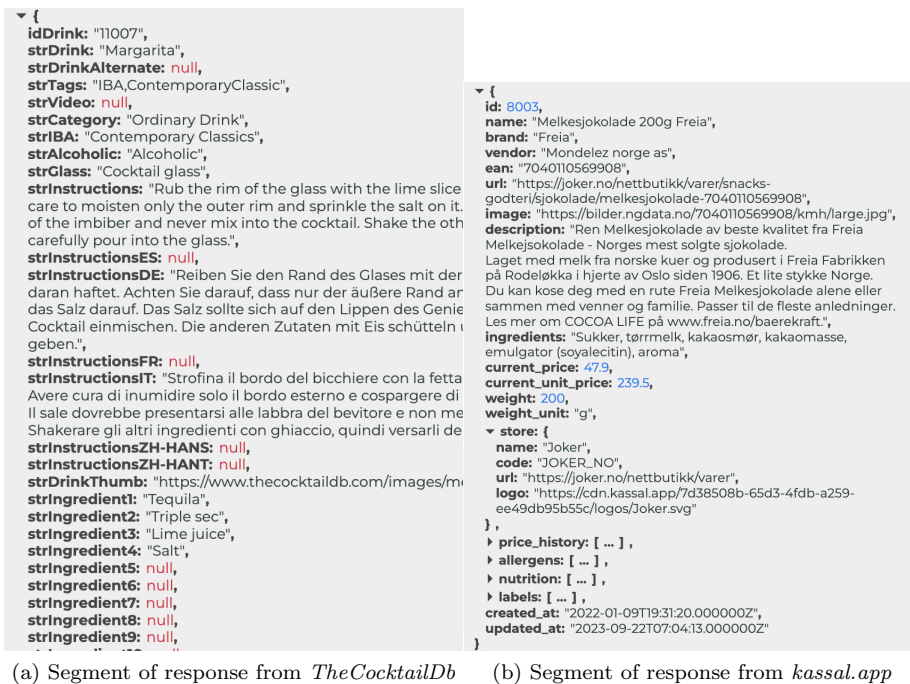 {
idDrink: "11007",
strDrink: "Margarita",
strDrinkAlternate: null,
strTags: "IBA,ContemporaryClassic",
strVideo: null,
strCategory: "Ordinary Drink",
strIBA: "Contemporary Classics",
strAlcoholic: "Alcoholic",
strGlass: "Cocktail glass",
strInstructions: "Rub the rim of the glass with the lime slice
care to moisten only the outer rim and sprinkle the salt on it.
of the imbiber and never mix into the cocktail. Shake the oth
carefully pour into the glass.",
strInstructionsES: null,
strInstructionsDE: "Reiben Sie den Rand des Glases mit der
daran haftet. Achten Sie darauf, dass nur der äußere Rand an
das Salz darauf. Das Salz sollte sich auf den Lippen des Genie
Cocktail einmischen. Die anderen Zutaten mit Eis schütteln u
geben.",
strInstructionsFR: null,
strInstructionsIT: "Strofina il bordo del bicchiere con la fetta
Avere cura di inumidire solo il bordo esterno e cospargere di
Il sale dovrebbe presentarsi alle labbra del bevitore e non me
Shakerare gli altri ingredienti con ghiaccio, quindi versarli de
strInstructionsZH-HANS: null,
strInstructionsZH-HANT: null,
strDrinkThumb: "https://www.thecocktaildb.com/images/me
strIngredient1: "Tequila",
strIngredient2: "Triple sec",
strIngredient3: "Lime juice",
strIngredient4: "Salt",
strIngredient5: null,
strIngredient6: null,
strIngredient7: null,
strIngredient8: null,
strIngredient9: null,
(a) Segment of response from TheCocktailDb
{
id: 8003,
name: "Melkesjokolade 200g Freia",
brand: "Freia",
vendor: "Mondelez norge as",
ean: "7040110569908",
url: "https://joker.no/nettbutikk/varer/snacks-
godteri/sjokolade/melkesjokolade-7040110569908",
image: "https://bilder.ngdata.no/7040110569908/kmh/large.jpg",
description: "Ren Melkesjokolade av beste kvalitet fra Freia
Melkejsokolade - Norges mest solgte sjokolade.
Laget med melk fra norske kuer og produsert i Freia Fabrikken
på Rodeløkka i hjerte av Oslo siden 1906. Et lite stykke Norge.
Du kan kose deg med en rute Freia Melkesjokolade alene eller
sammen med venner og familie. Passer til de fleste anledninger.
Les mer om COCOA LIFE på www.freia.no/baerekraft.",
ingredients: "Sukker, tørrmelk, kakaosmør, kakaomasse,
emulgator (soyalecitin), aroma",
current_price: 47.9,
current_unit_price: 239.5,
weight: 200,
weight_unit: "g",
store: {
name: "Joker",
code: "JOKER_NO",
url: "https://joker.no/nettbutikk/varer",
logo: "https://cdn.kassal.app/7d38508b-65d3-4fdb-a259-
ee49db95b55c/logos/Joker.svg"
} ,
price_history: [ ... ] ,
allergens: [ ... ] ,
nutrition: [ ... ] ,
labels: [ ... ] ,
created_at: "2022-01-09T19:31:20.000000Z",
updated_at: "2023-09-22T07:04:13.000000Z"
}
(b) Segment of response from kassal.app